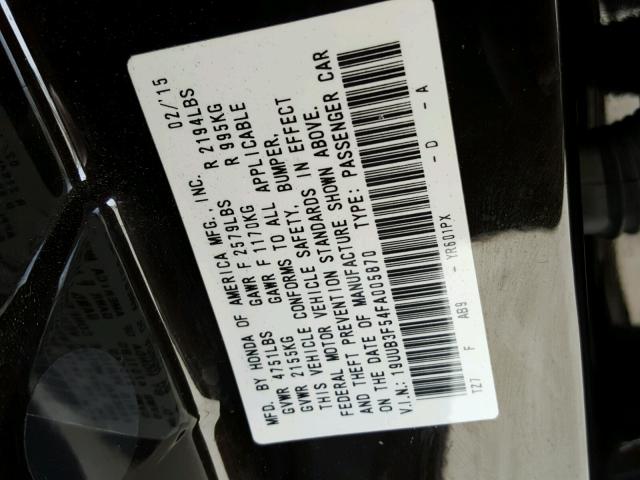 MFD. BY HONDA OF AMERICA MFG., INC. 02/'15
GVWR 4751LBS GAWR F 2579LBS R 2194LBS
GVWR 2155KG GAWR F 1170KG R 995KG
THIS VEHICLE CONFORMS TO ALL APPLICABLE
FEDERAL MOTOR VEHICLE SAFETY, BUMPER,
AND THEFT PREVENTION STANDARDS IN EFFECT
ON THE DATE OF MANUFACTURE SHOWN ABOVE.
V.I.N.: 19UUB3F54FA005870 TYPE: PASSENGER CAR
TZ7 F AB9 - YR601PX - D - A